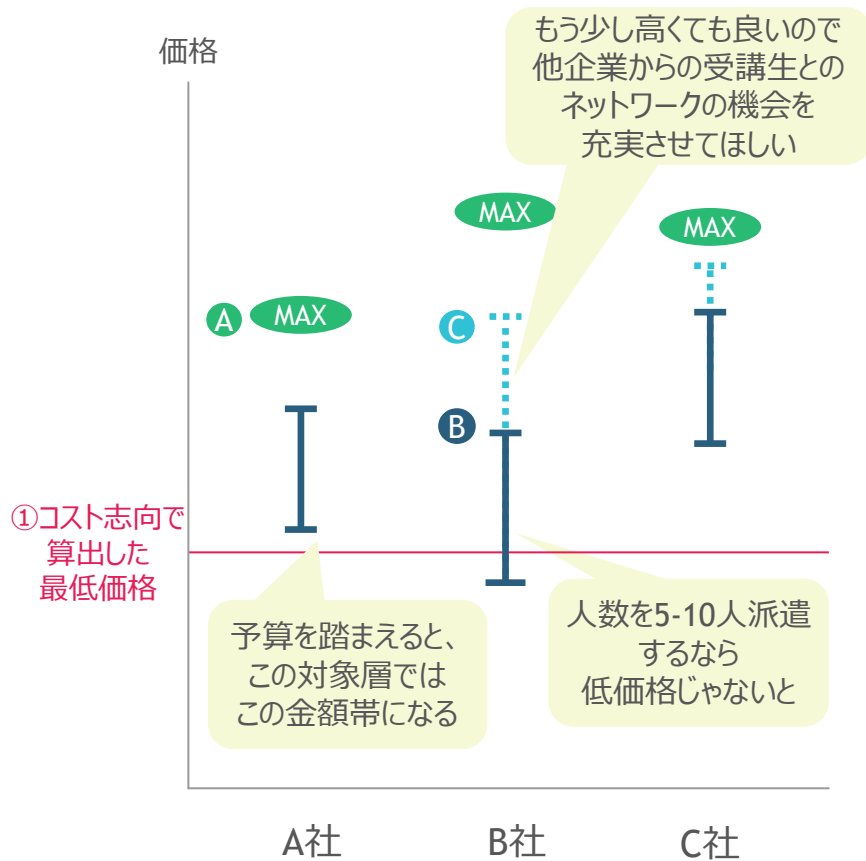 価格
もう少し高くても良いので
他企業からの受講生との
ネットワークの機会を
充実させてほしい
MAX
MAX
A
MAX
C
B
①コスト志向で
算出した
最低価格
予算を踏まえると、
この対象層では
この金額帯になる
人数を5-10人派遣
するなら
低価格じゃないと
A社
B社
C社